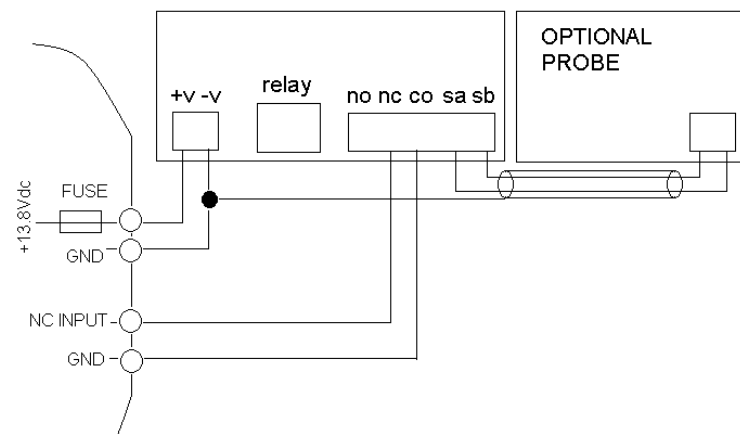 OPTIONAL
PROBE
+v -v
relay
no nc co sa sb
FUSE
+13.8Vdc
GND
NC INPUT
GND